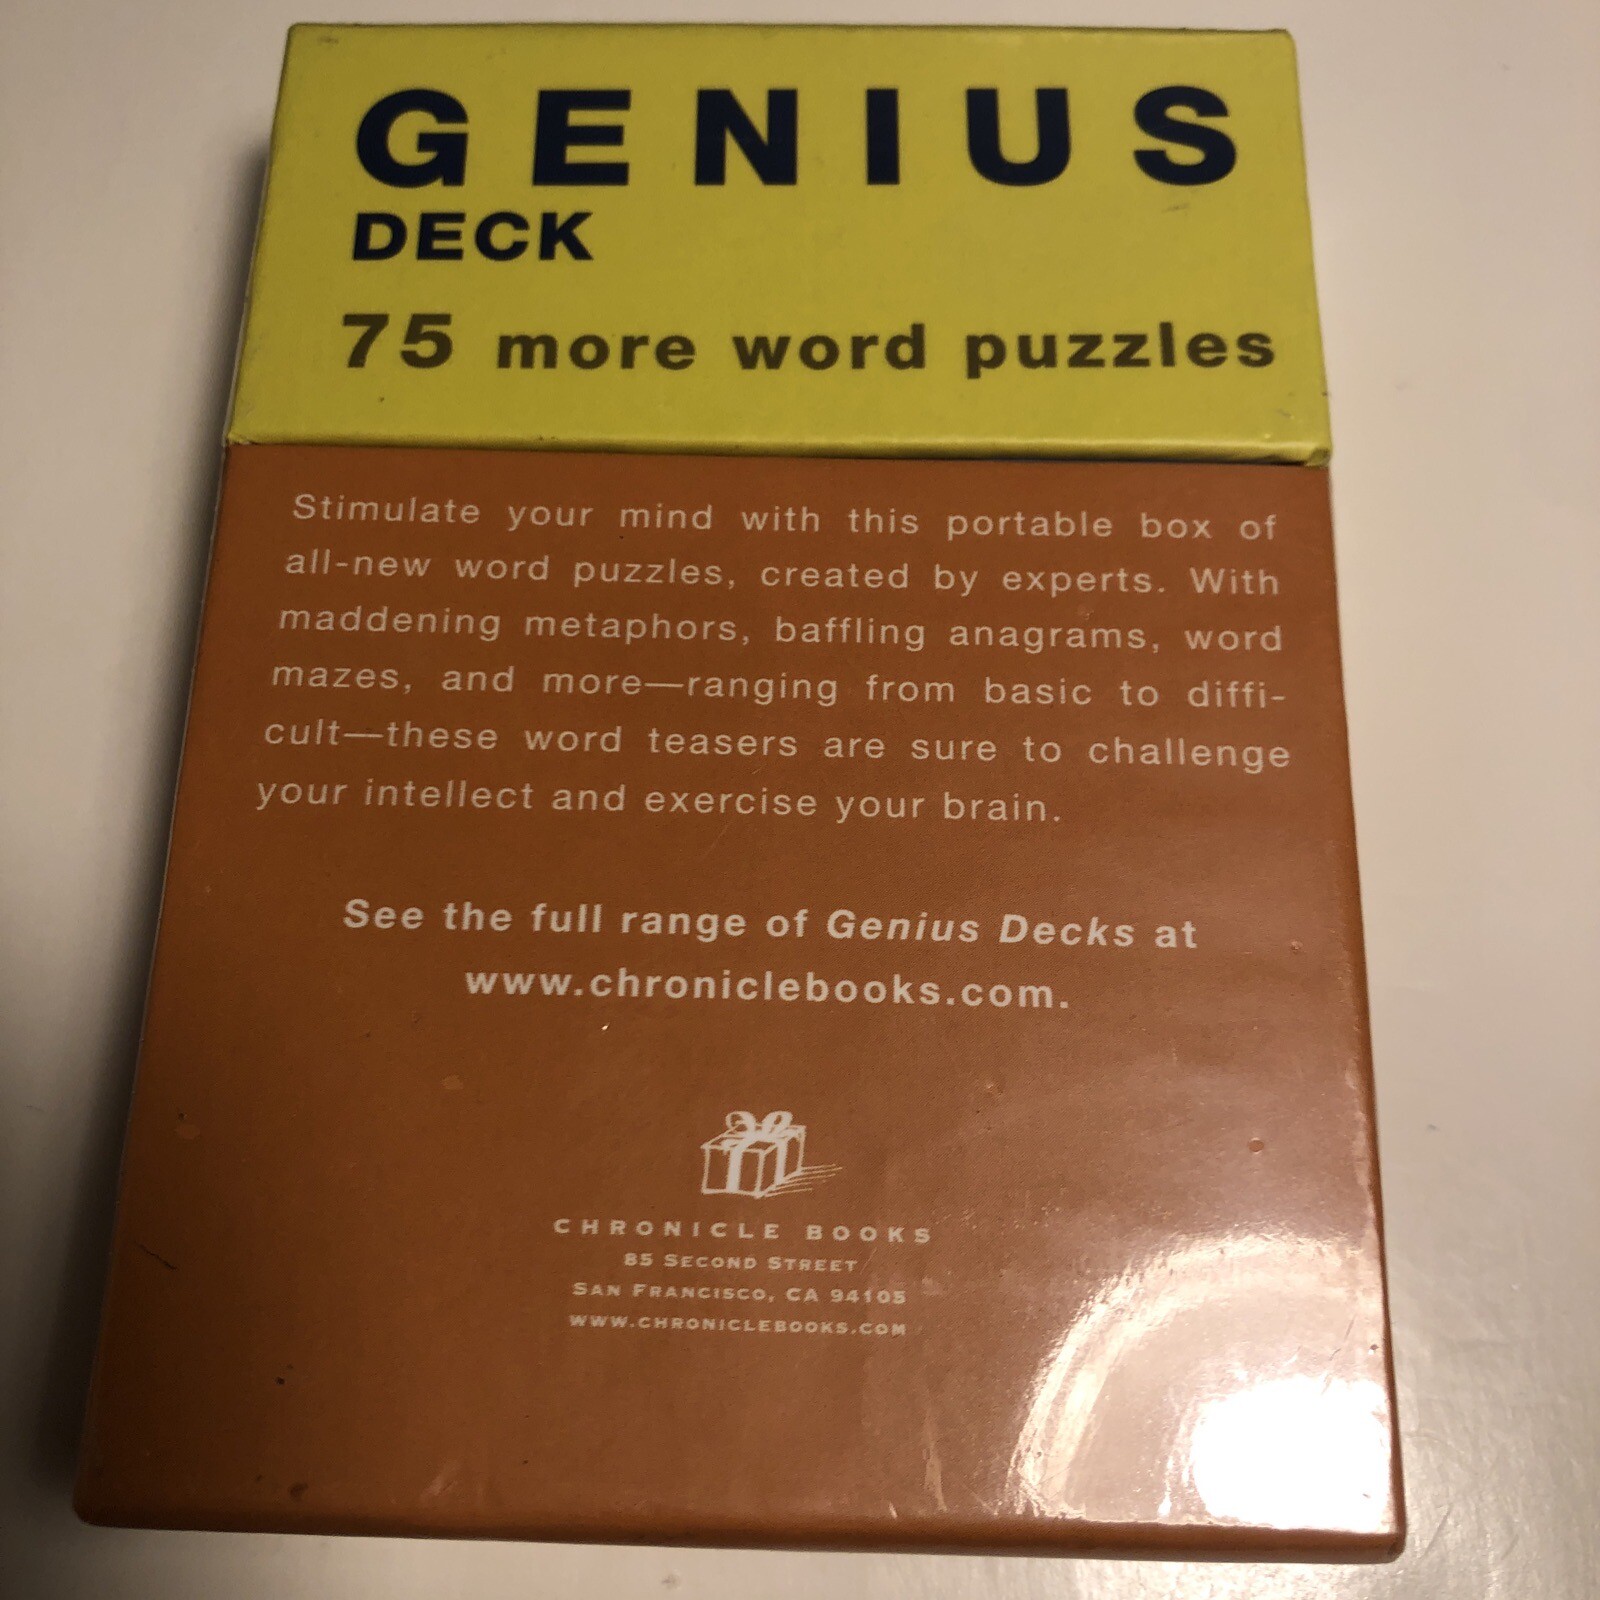 GENIUS
DECK
75 more word puzzles
Stimulate your mind with this portable box of
all-new word puzzles, created by experts. With
maddening metaphors, baffling anagrams, word
mazes, and more—ranging from basic to diffi-
cult—these word teasers are sure to challenge
your intellect and exercise your brain.
See the full range of Genius Decks at
www.chroniclebooks.com.
CHRONICLE BOOKS
85 SECOND STREET
SAN FRANCISCO, CA 94105
WWW.CHRONICLEBOOKS.COM